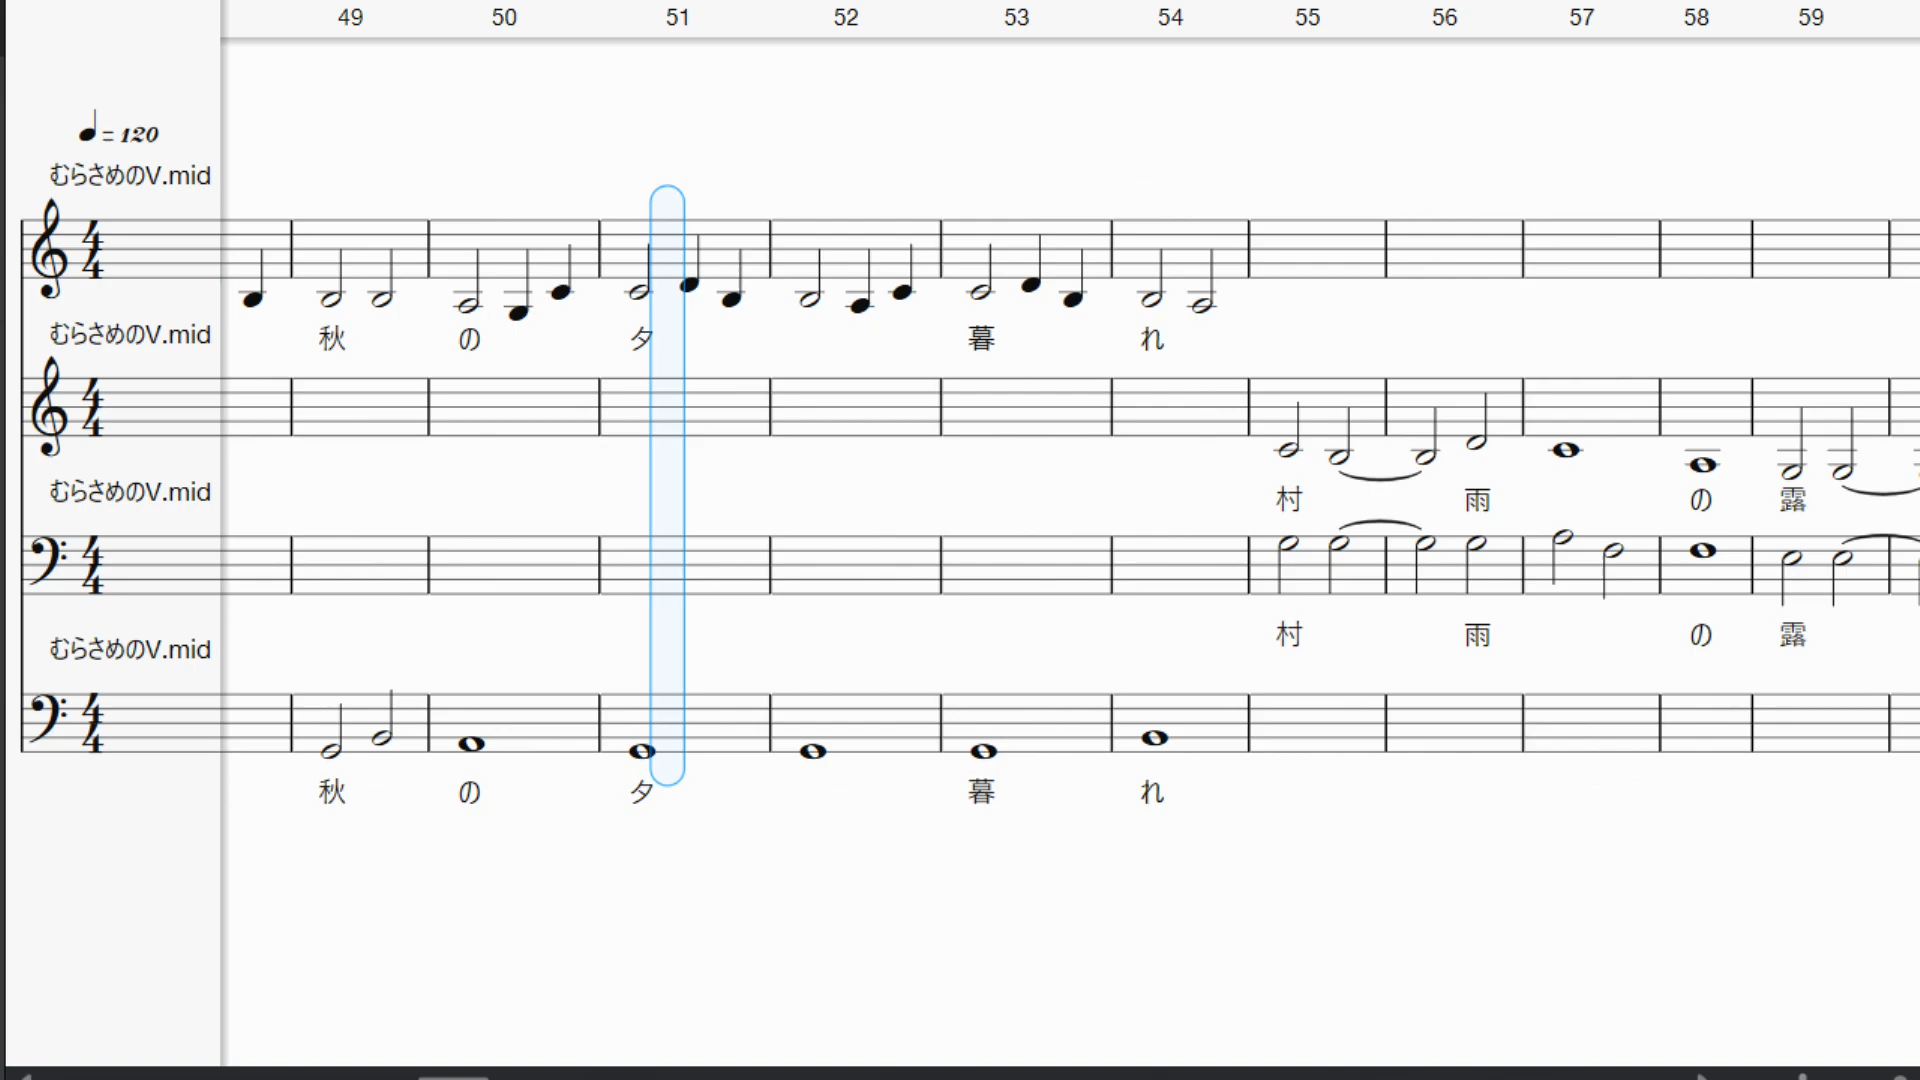 49 50 51 52 53 54 55 56 57 58 59
= 120
むらさめのV.mid
秋 の 夕 暮 れ
むらさめのV.mid
村 雨 の 露
むらさめのV.mid
村 雨 の 露
むらさめのV.mid
秋 の 夕 暮 れ